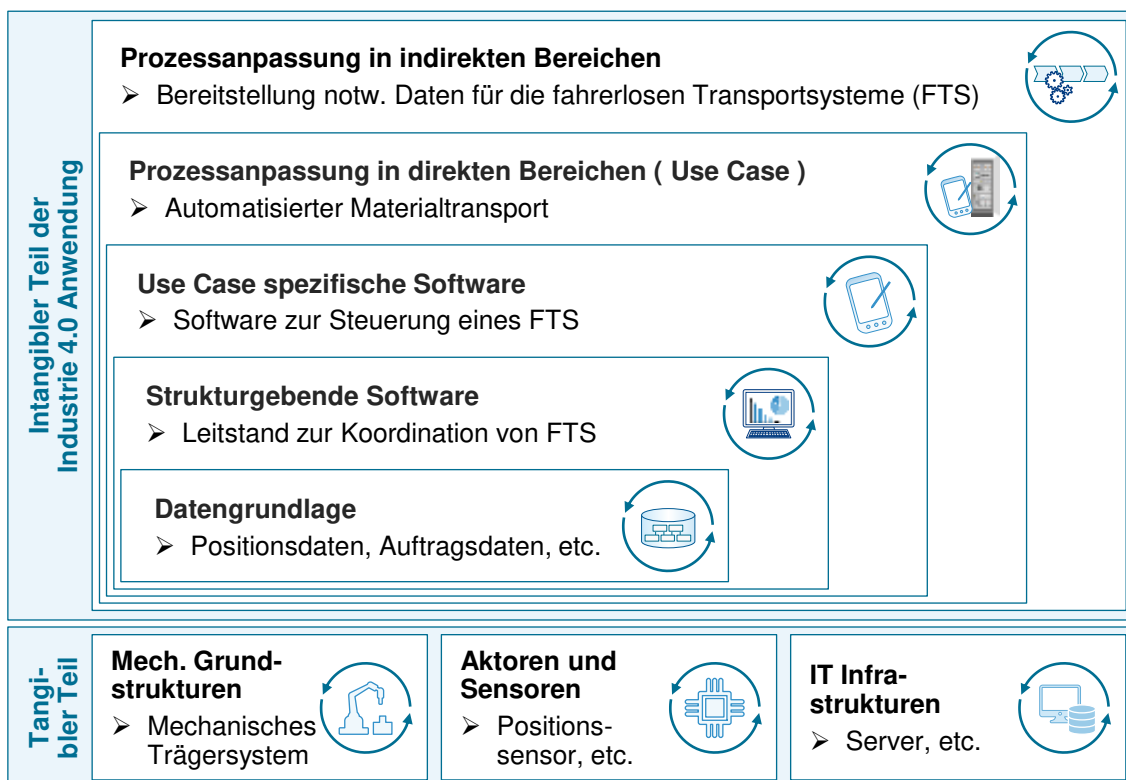 Intangibler Teil der
Industrie 4.0 Anwendung
Prozessanpassung in indirekten Bereichen
➢ Bereitstellung notw. Daten für die fahrerlosen Transportsysteme (FTS)
Prozessanpassung in direkten Bereichen ( Use Case )
➢ Automatisierter Materialtransport
Use Case spezifische Software
➢ Software zur Steuerung eines FTS
Strukturgebende Software
➢ Leitstand zur Koordination von FTS
Datengrundlage
➢ Positionsdaten, Auftragsdaten, etc.
Tangi-
bler Teil
Mech. Grund-
strukturen
➢ Mechanisches
Trägersystem
Aktoren und
Sensoren
➢ Positions-
sensor, etc.
IT Infra-
strukturen
➢ Server, etc.